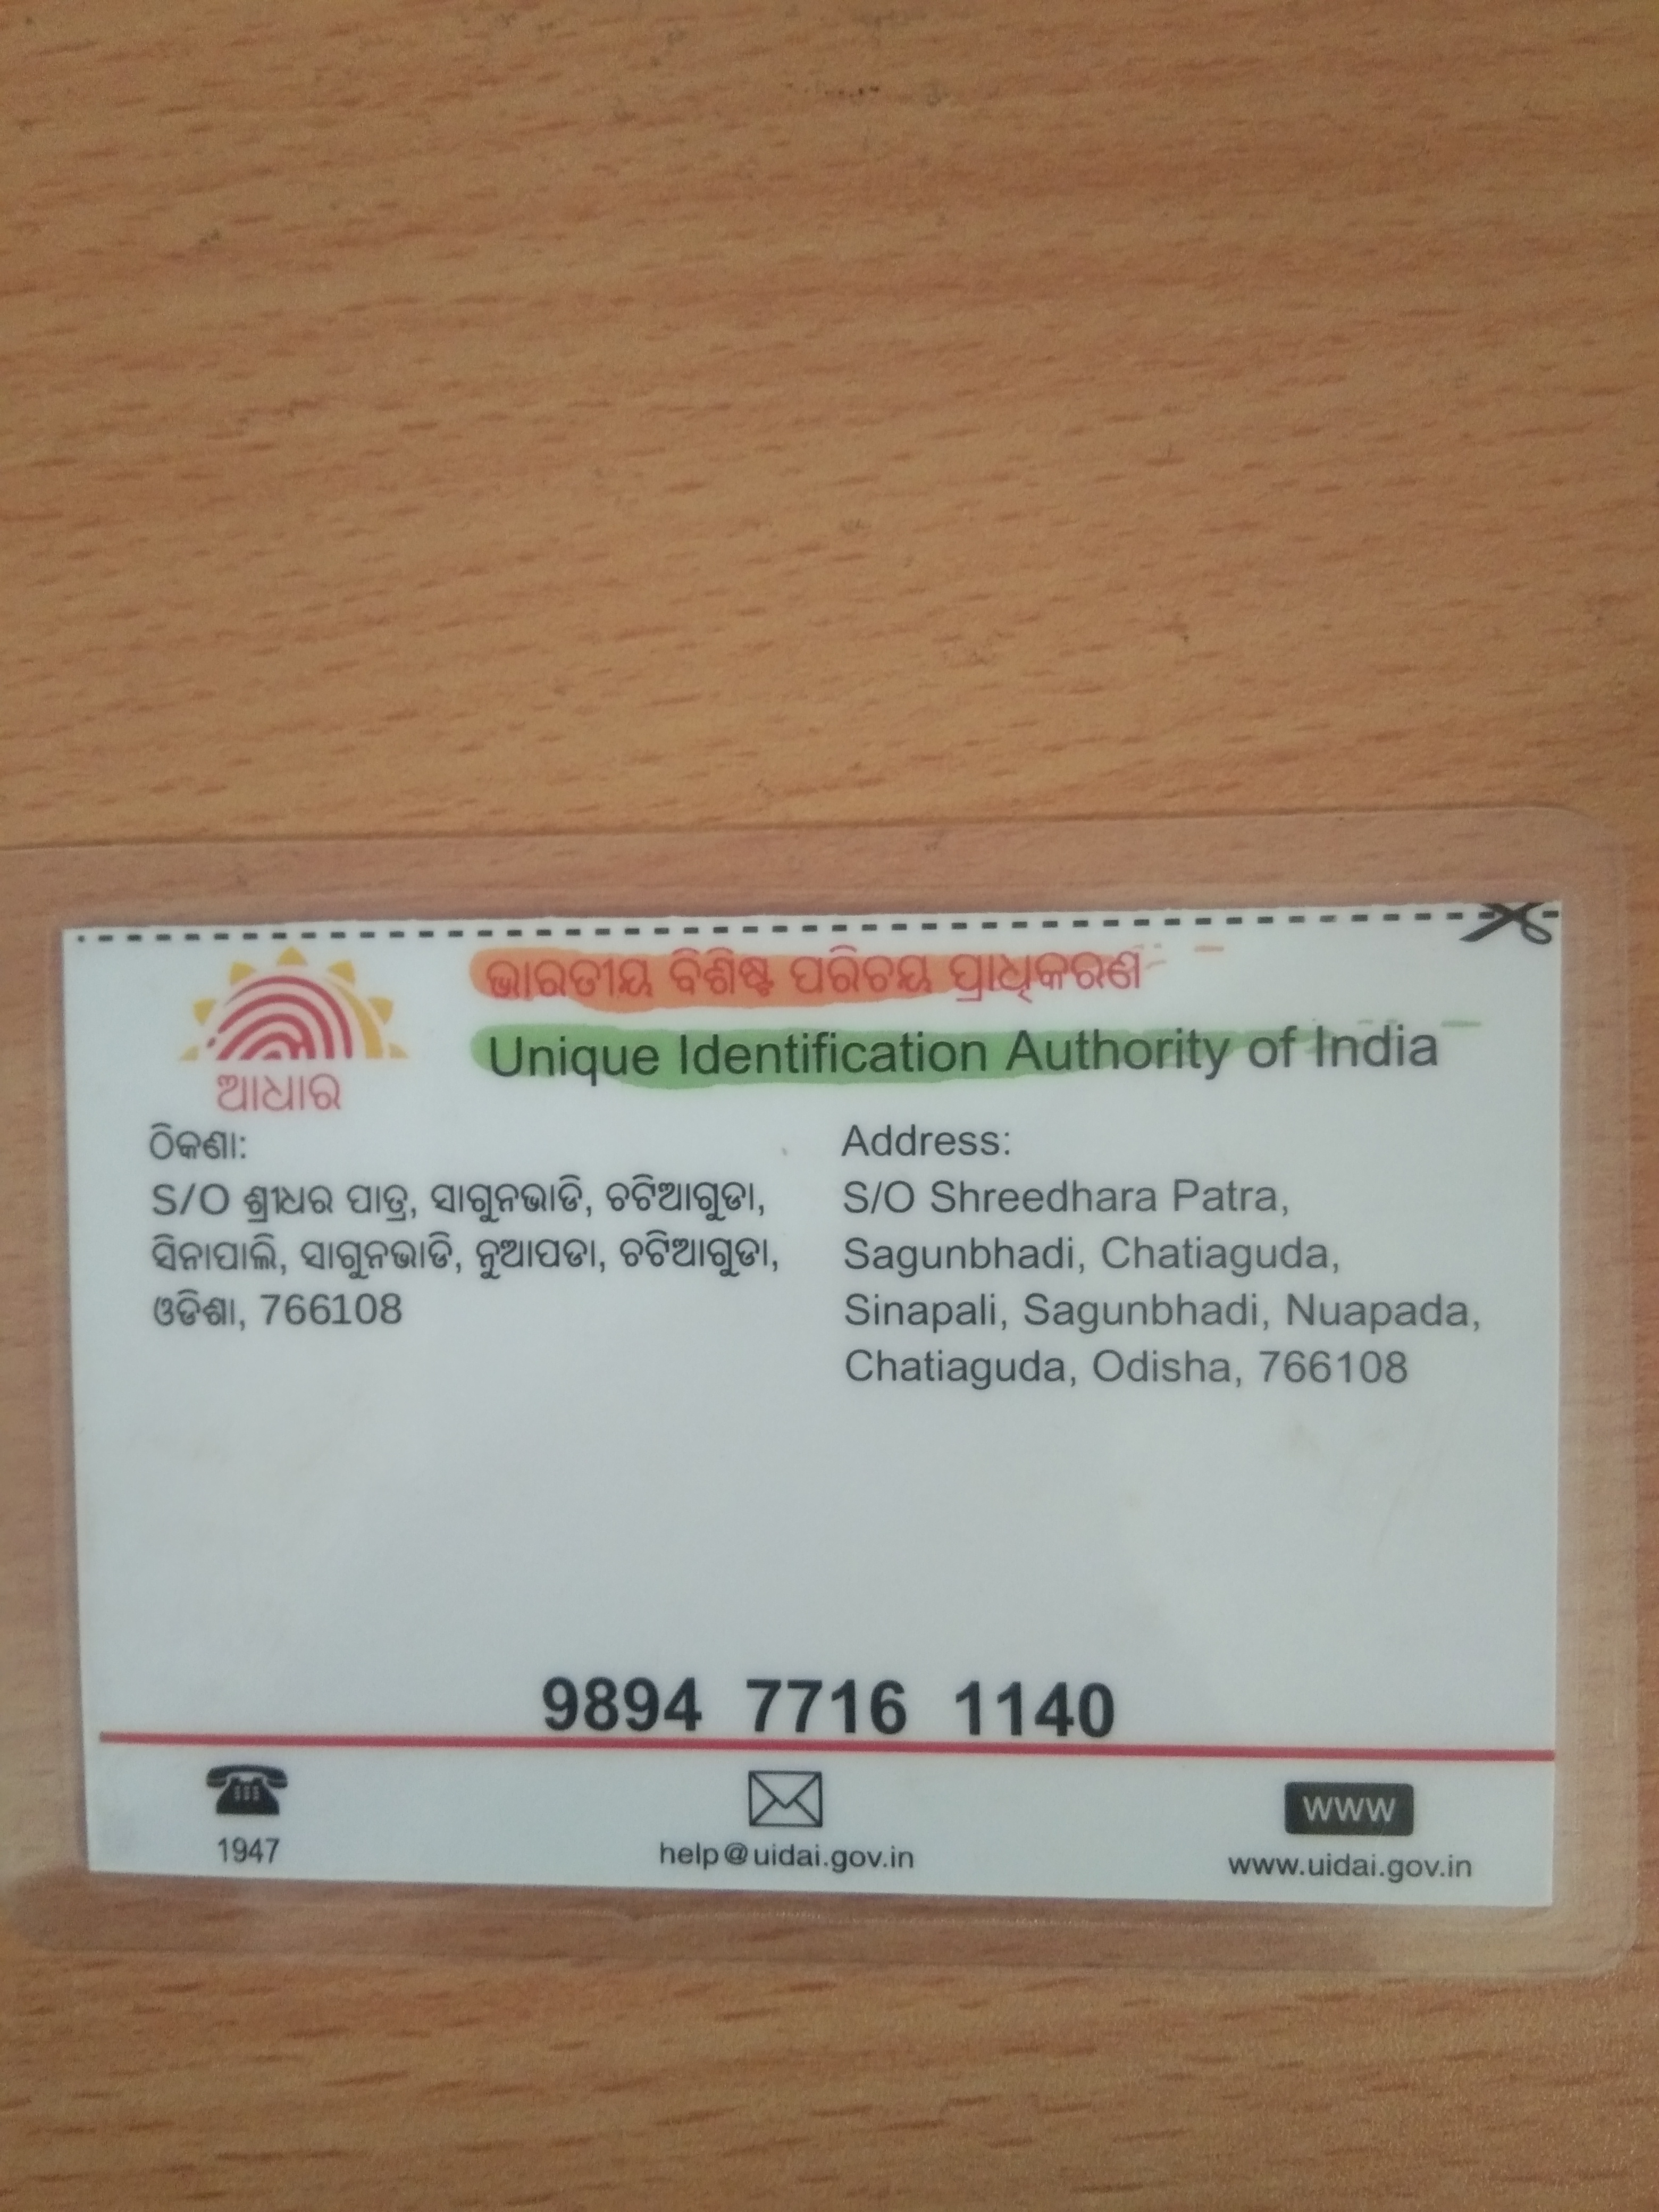 ଭାରତୀୟ ବିଶିଷ୍ଟ ପରିଚୟ ପ୍ରାଧିକରଣ
Unique Identification Authority of India
ଆଧାର
ଠିକଣା:
S/O ଶ୍ରୀଧର ପାତ୍ର, ସାଗୁନଭାଡି, ଚଟିଆଗୁଡା,
ସିନାପାଲି, ସାଗୁନଭାଡି, ନୁଆପଡା, ଚଟିଆଗୁଡା,
ଓଡିଶା, 766108
Address:
S/O Shreedhara Patra,
Sagunbhadi, Chatiaguda,
Sinapali, Sagunbhadi, Nuapada,
Chatiaguda, Odisha, 766108
9894 7716 1140
1947
help@uidai.gov.in
www
www.uidai.gov.in